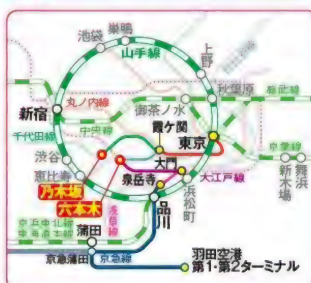 池袋
巣鴨
山手線
上野
秋葉原
総武線
丸ノ内線
御茶ノ水
新宿
中央線
霞ケ関
千代田線
東京
京葉線
渋谷
大門
恵比寿
泉岳寺
大江戸線
舞浜
新木場
乃木坂
浜松町
六本木
品川
浅草線
京浜東北線
東海道本線
蒲田
京急蒲田
京急線
羽田空港
第1・第2ターミナル